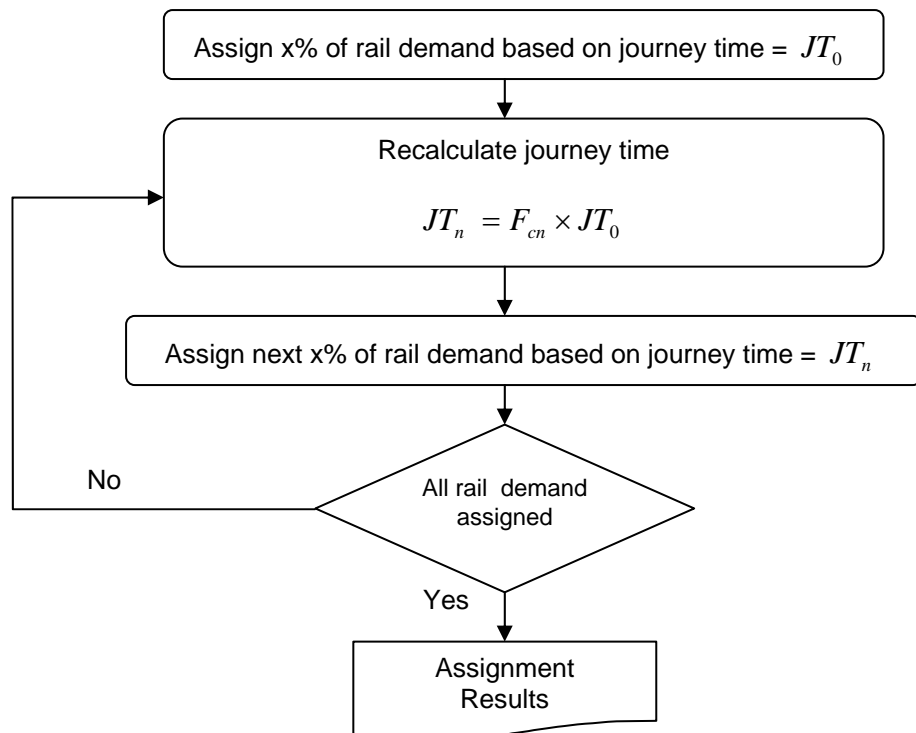 Assign x% of rail demand based on journey time = JT₀
Recalculate journey time
JTₙ = F_cn × JT₀
Assign next x% of rail demand based on journey time = JTₙ
No
All rail demand
assigned
Yes
Assignment
Results